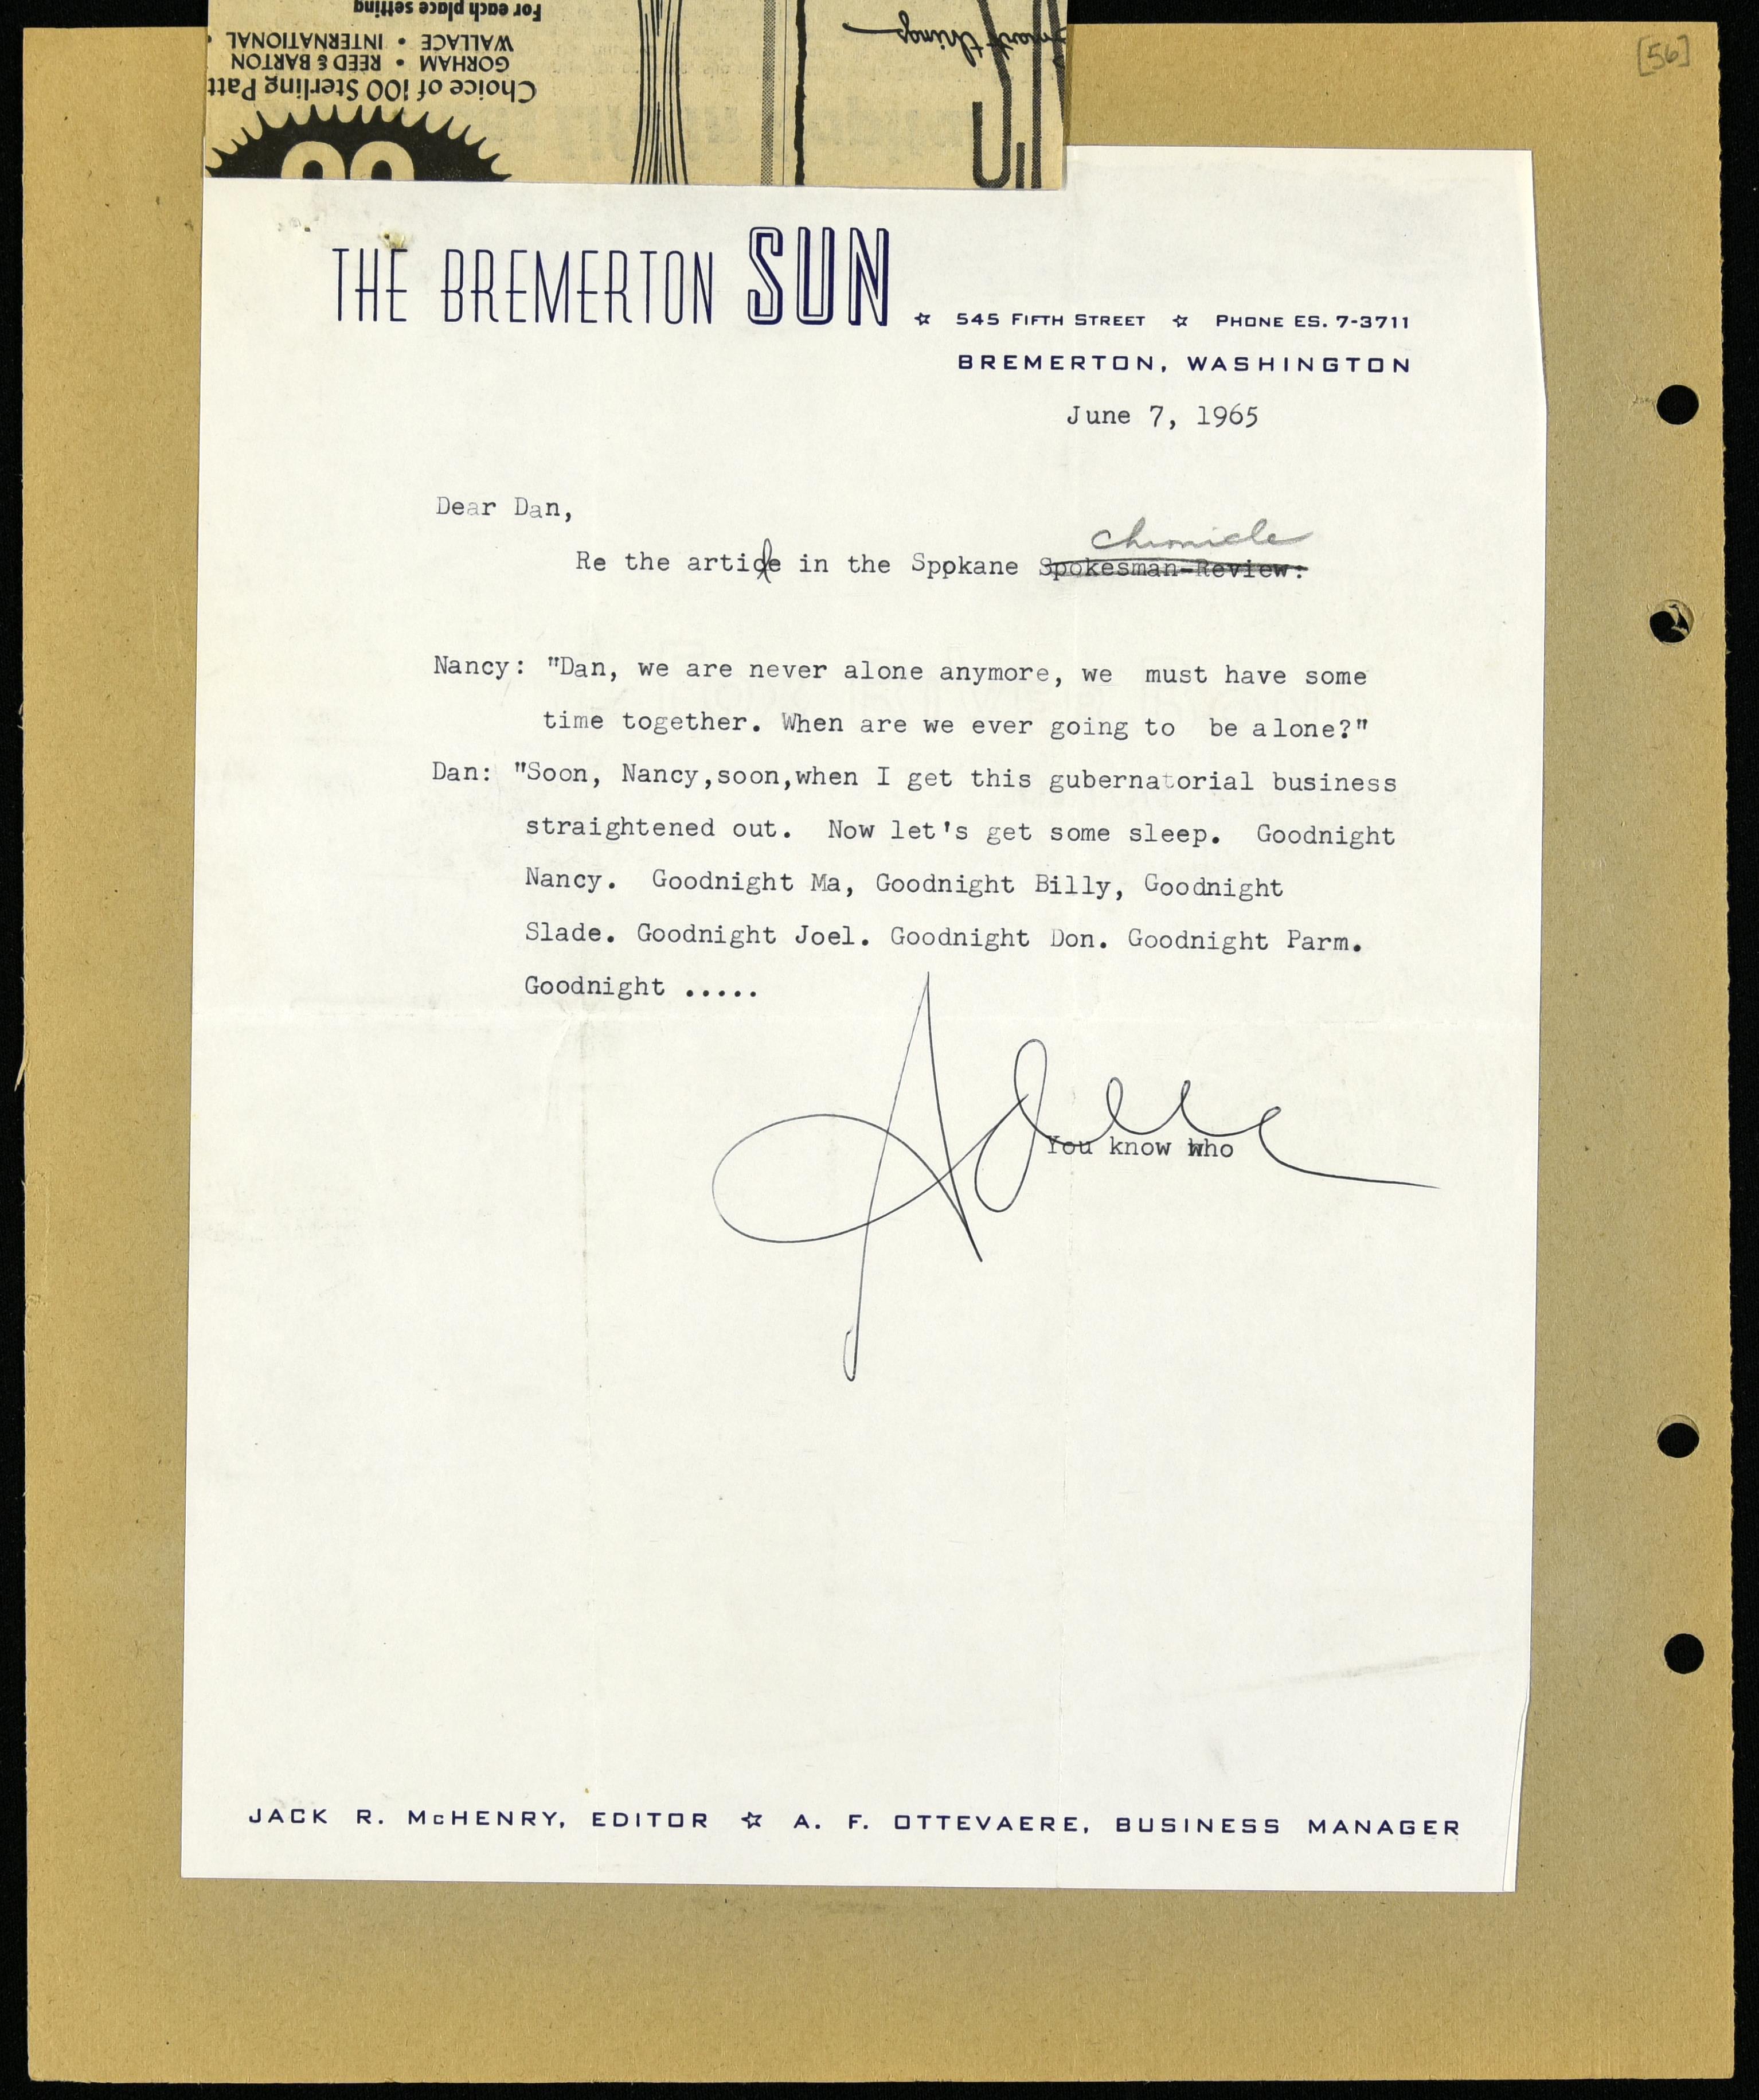 [56]
For each place setting
WALLACE • INTERNATIONAL •
GORHAM • REED & BARTON
Choice of 100 Sterling Patt
things
THE BREMERTON SUN ☆ 545 FIFTH STREET ☆ PHONE ES. 7-3711
BREMERTON, WASHINGTON
June 7, 1965
Dear Dan,
chronicle
Re the article in the Sppkane Spokesman-Review:
Nancy: "Dan, we are never alone anymore, we must have some
time together. When are we ever going to be alone?"
Dan: "Soon, Nancy,soon,when I get this gubernatorial business
straightened out. Now let's get some sleep. Goodnight
Nancy. Goodnight Ma, Goodnight Billy, Goodnight
Slade. Goodnight Joel. Goodnight Don. Goodnight Parm.
Goodnight .....
Adele
You know who
JACK R. McHENRY, EDITOR ☆ A. F. OTTEVAERE, BUSINESS MANAGER